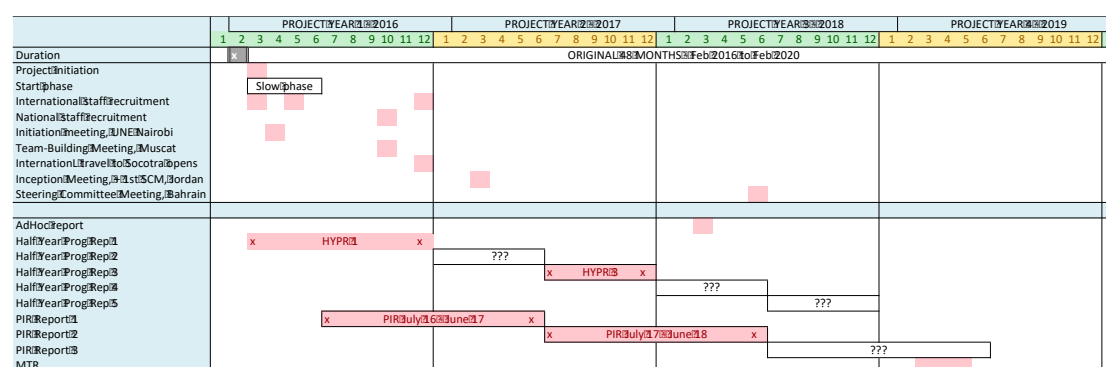 PROJECT YEAR 1 - 2016 PROJECT YEAR 2 - 2017 PROJECT YEAR 3 - 2018 PROJECT YEAR 4 - 2019
1 2 3 4 5 6 7 8 9 10 11 12 1 2 3 4 5 6 7 8 9 10 11 12 1 2 3 4 5 6 7 8 9 10 11 12 1 2 3 4 5 6 7 8 9 10 11 12
Duration x ORIGINAL 48 MONTHS - Feb 2016 to Feb 2020
Project initiation
Start phase Slow phase
International staff recruitment
National staff recruitment
Initiation meeting, UNE Nairobi
Team-Building Meeting, Muscat
InternationL travel to Socotra opens
Inception Meeting, + 1st SCM, Jordan
Steering Committee Meeting, Bahrain
AdHoc report
Half Year Prog Rep 1 x HYPR 1 x
Half Year Prog Rep 2 ???
Half Year Prog Rep 3 x HYPR 3 x
Half Year Prog Rep 4 ???
Half Year Prog Rep 5 ???
PIR Report 1 x PIR July 16 - June 17 x
PIR Report 2 x PIR July 17 - June 18 x
PIR Report 3 ???
MTR